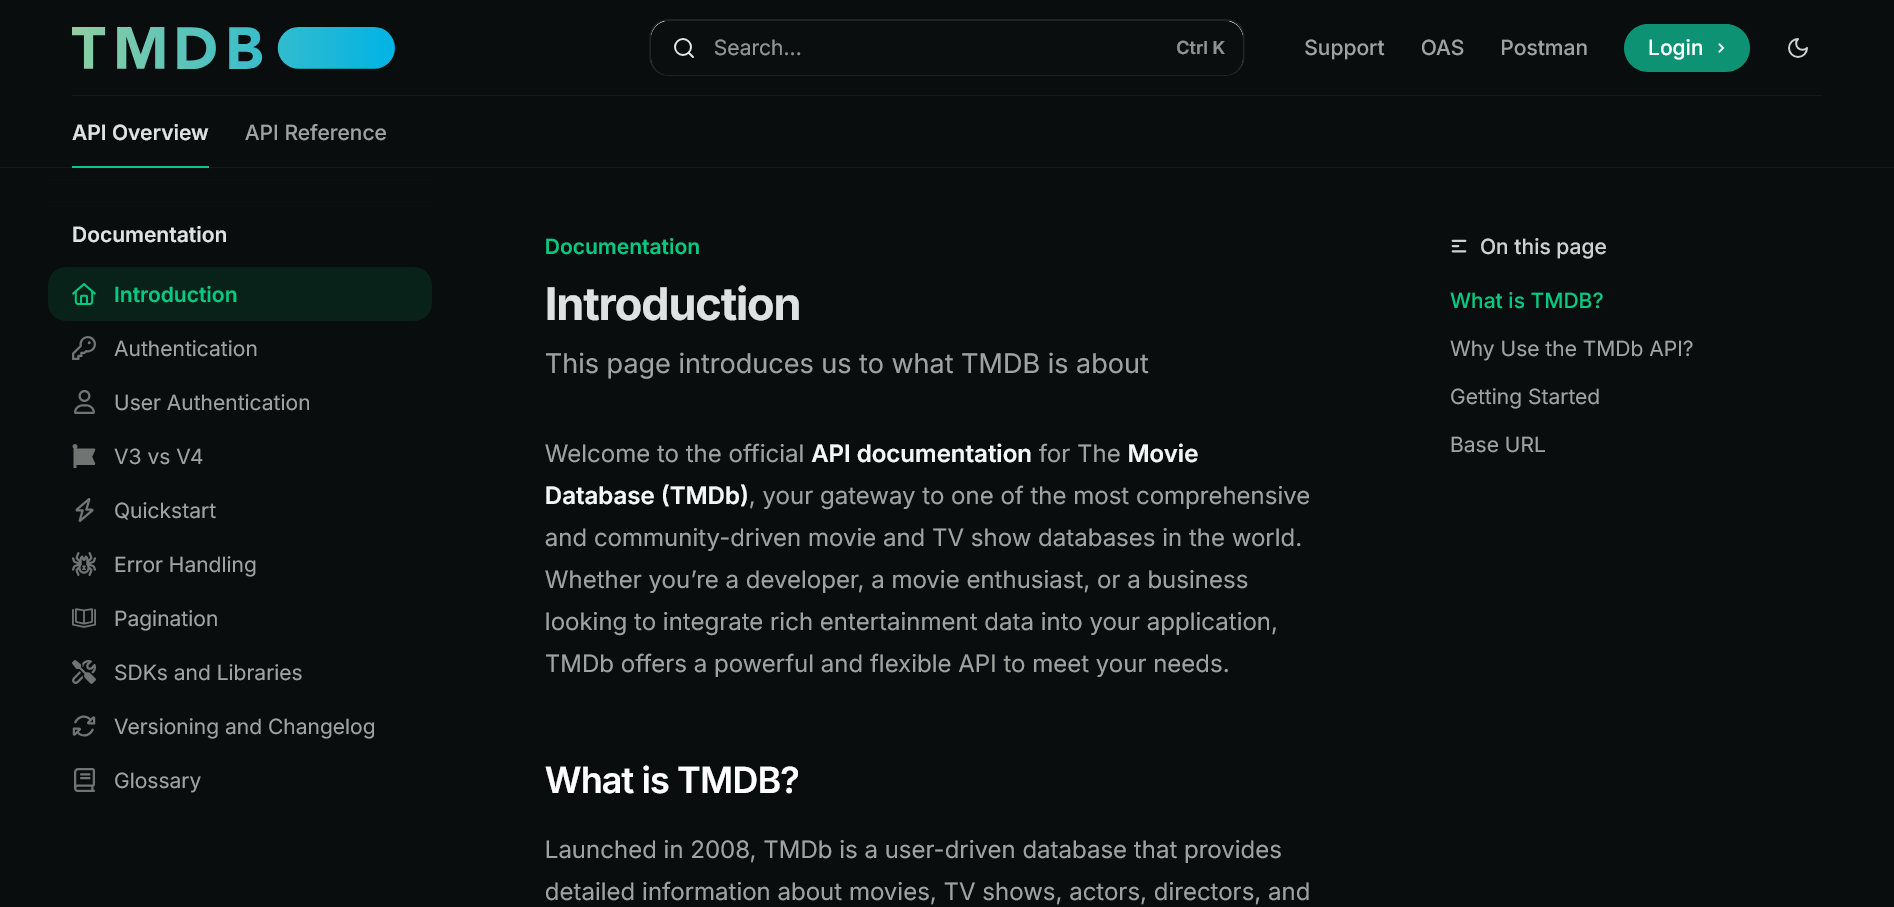 TMDB
Search...
Ctrl K
Support
OAS
Postman
Login
API Overview
API Reference
Documentation
Introduction
Authentication
User Authentication
V3 vs V4
Quickstart
Error Handling
Pagination
SDKs and Libraries
Versioning and Changelog
Glossary
Documentation
Introduction
This page introduces us to what TMDB is about
Welcome to the official API documentation for The Movie
Database (TMDb), your gateway to one of the most comprehensive
and community-driven movie and TV show databases in the world.
Whether you’re a developer, a movie enthusiast, or a business
looking to integrate rich entertainment data into your application,
TMDb offers a powerful and flexible API to meet your needs.
What is TMDB?
Launched in 2008, TMDb is a user-driven database that provides
detailed information about movies, TV shows, actors, directors, and
On this page
What is TMDB?
Why Use the TMDb API?
Getting Started
Base URL